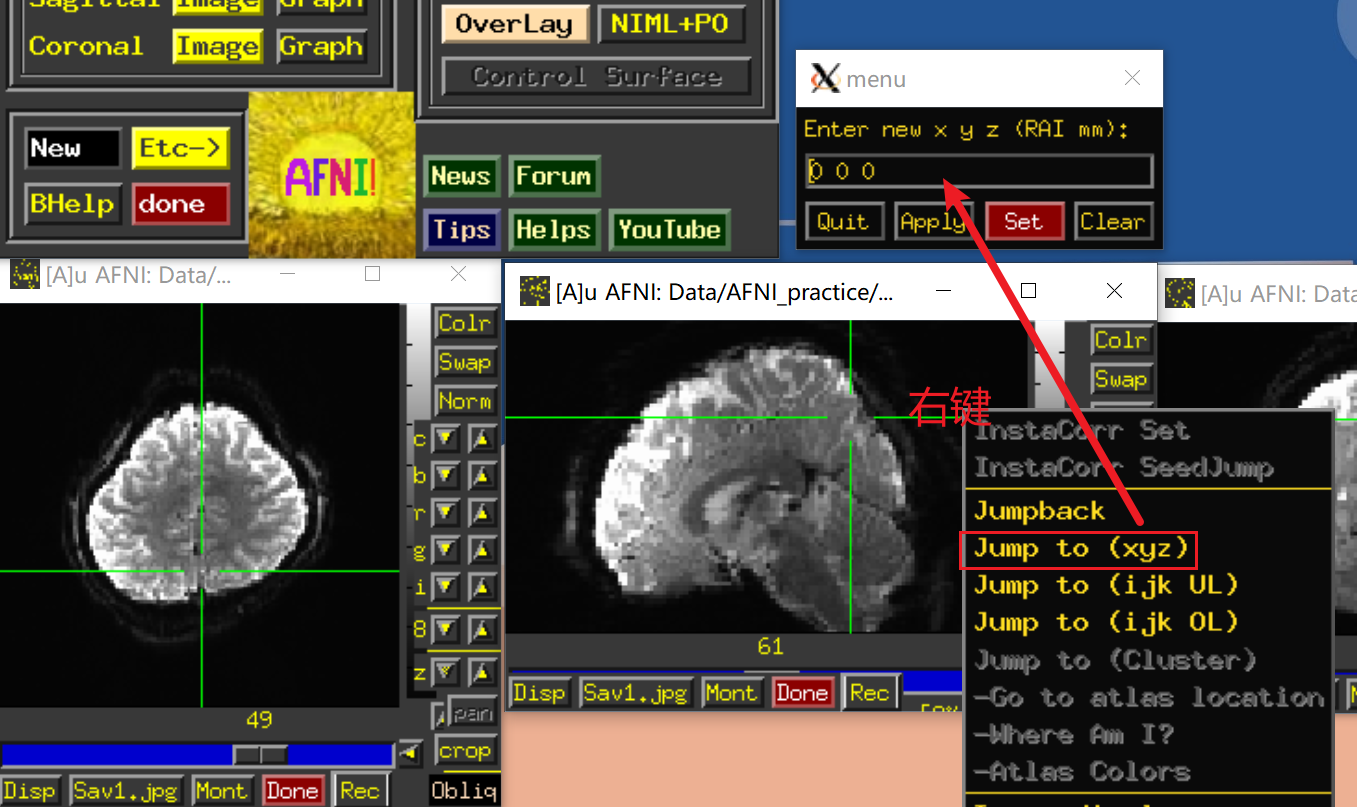 Sagittal Image Graph
Coronal Image Graph
OverLay NIML+PO
Control Surface
New Etc->
BHelp done
AFNI!
News Forum
Tips Helps YouTube
menu
Enter new x y z (RAI mm):
0 0 0
Quit Apply Set Clear
[A]u AFNI: Data/...
Colr
Swap
Norm
c
b
r
g
i
8
z
pan
crop
49
Disp Sav1.jpg Mont Done Rec
Obliq
[A]u AFNI: Data/AFNI_practice/...
Colr
Swap
61
Disp Sav1.jpg Mont Done Rec
[A]u AFNI: Data
右键
InstaCorr Set
InstaCorr SeedJump
Jumpback
Jump to (xyz)
Jump to (ijk UL)
Jump to (ijk OL)
Jump to (Cluster)
-Go to atlas location
-Where Am I?
-Atlas Colors